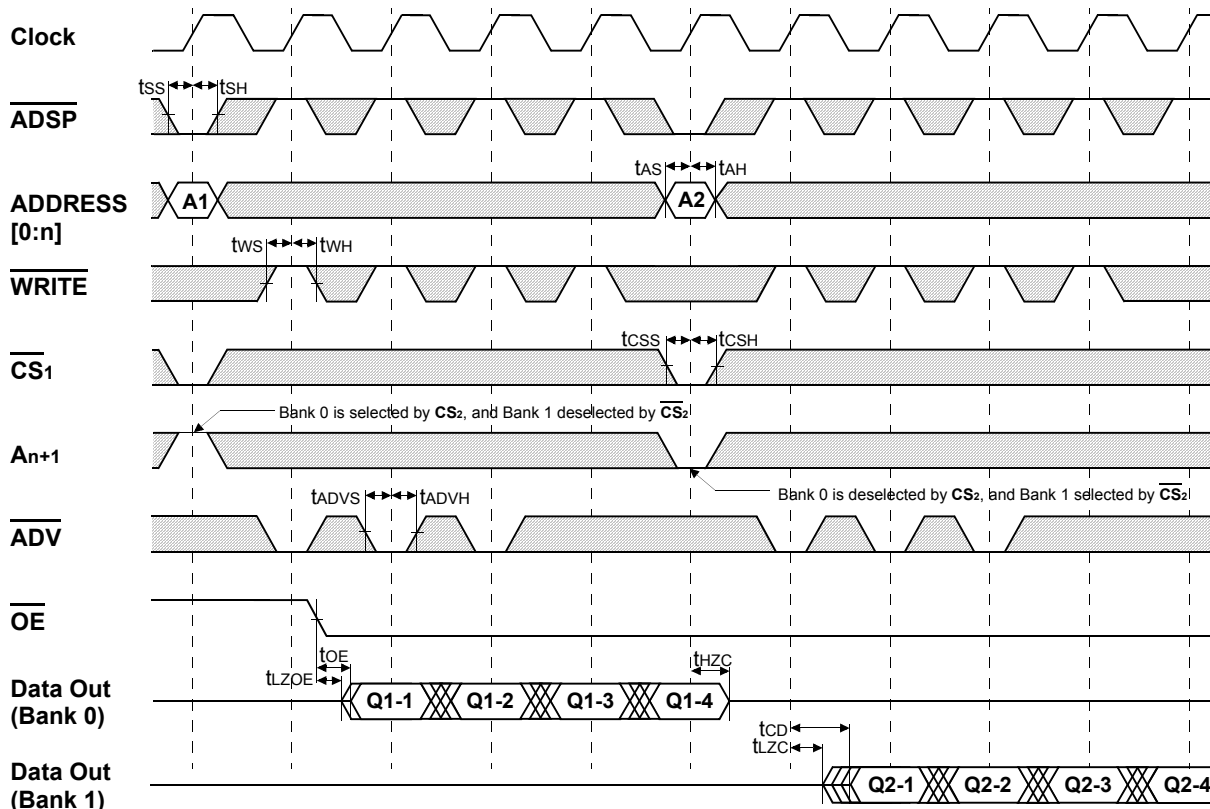 Clock
tSS tSH
ADSP
tAS tAH
ADDRESS
[0:n]
A1 A2
tWS tWH
WRITE
tCSS tCSH
CS1
Bank 0 is selected by CS2, and Bank 1 deselected by CS2
An+1
Bank 0 is deselected by CS2, and Bank 1 selected by CS2
tADVS tADVH
ADV
OE
tOE
tLZOE
tHZC
Data Out
(Bank 0)
Q1-1 Q1-2 Q1-3 Q1-4
tCD
tLZC
Data Out
(Bank 1)
Q2-1 Q2-2 Q2-3 Q2-4